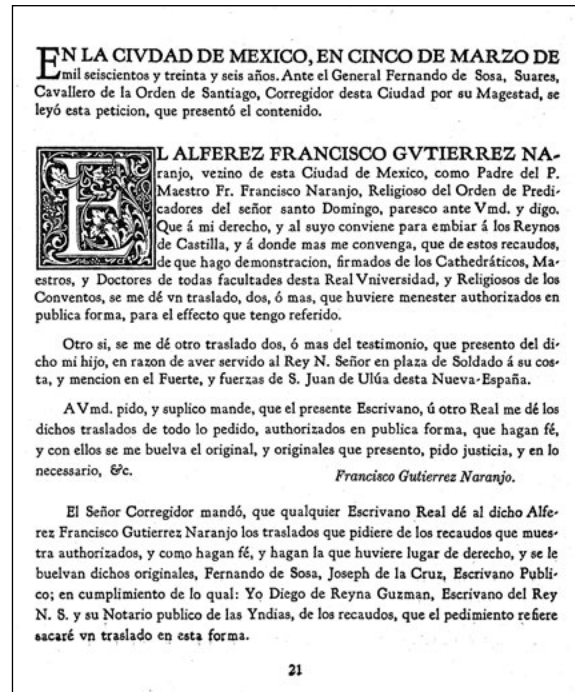 EN LA CIVDAD DE MEXICO, EN CINCO DE MARZO DE
mil seiscientos y treinta y seis años. Ante el General Fernando de Sosa, Suares,
Cavallero de la Orden de Santiago, Corregidor desta Ciudad por su Magestad, se
leyó esta peticion, que presentó el contenido.
EL ALFEREZ FRANCISCO GVTIERREZ NA-
ranjo, vezino de esta Ciudad de Mexico, como Padre del P.
Maestro Fr. Francisco Naranjo, Religioso del Orden de Predi-
cadores del señor santo Domingo, paresco ante Vmd. y digo.
Que á mi derecho, y al suyo conviene para embiar á los Reynos
de Castilla, y á donde mas me convenga, que de estos recaudos,
de que hago demonstracion, firmados de los Cathedráticos, Ma-
estros, y Doctores de todas facultades desta Real Vniversidad, y Religiosos de los
Conventos, se me dé vn traslado, dos, ó mas, que huviere menester authorizados en
publica forma, para el effecto que tengo referido.
Otro si, se me dé otro traslado dos, ó mas del testimonio, que presento del di-
cho mi hijo, en razon de aver servido al Rey N. Señor en plaza de Soldado á su cos-
ta, y mencion en el Fuerte, y fuerzas de S. Juan de Ulúa desta Nueva-España.
A Vmd. pido, y suplico mande, que el presente Escrivano, ú otro Real me dé los
dichos traslados de todo lo pedido, authorizados en publica forma, que hagan fé,
y con ellos se me buelva el original, y originales que presento, pido justicia, y en lo
necessario, &c.
Francisco Gutierrez Naranjo.
El Señor Corregidor mandó, que qualquier Escrivano Real dé al dicho Alfe-
rez Francisco Gutierrez Naranjo los traslados que pidiere de los recaudos que mues-
tra authorizados, y como hagan fé, y hagan la que huviere lugar de derecho, y se le
buelvan dichos originales, Fernando de Sosa, Joseph de la Cruz, Escrivano Publi-
co; en cumplimiento de lo qual: Yo Diego de Reyna Guzman, Escrivano del Rey
N. S. y su Notario publico de las Yndias, de los recaudos, que el pedimiento refiere
sacaré vn traslado en esta forma.
21